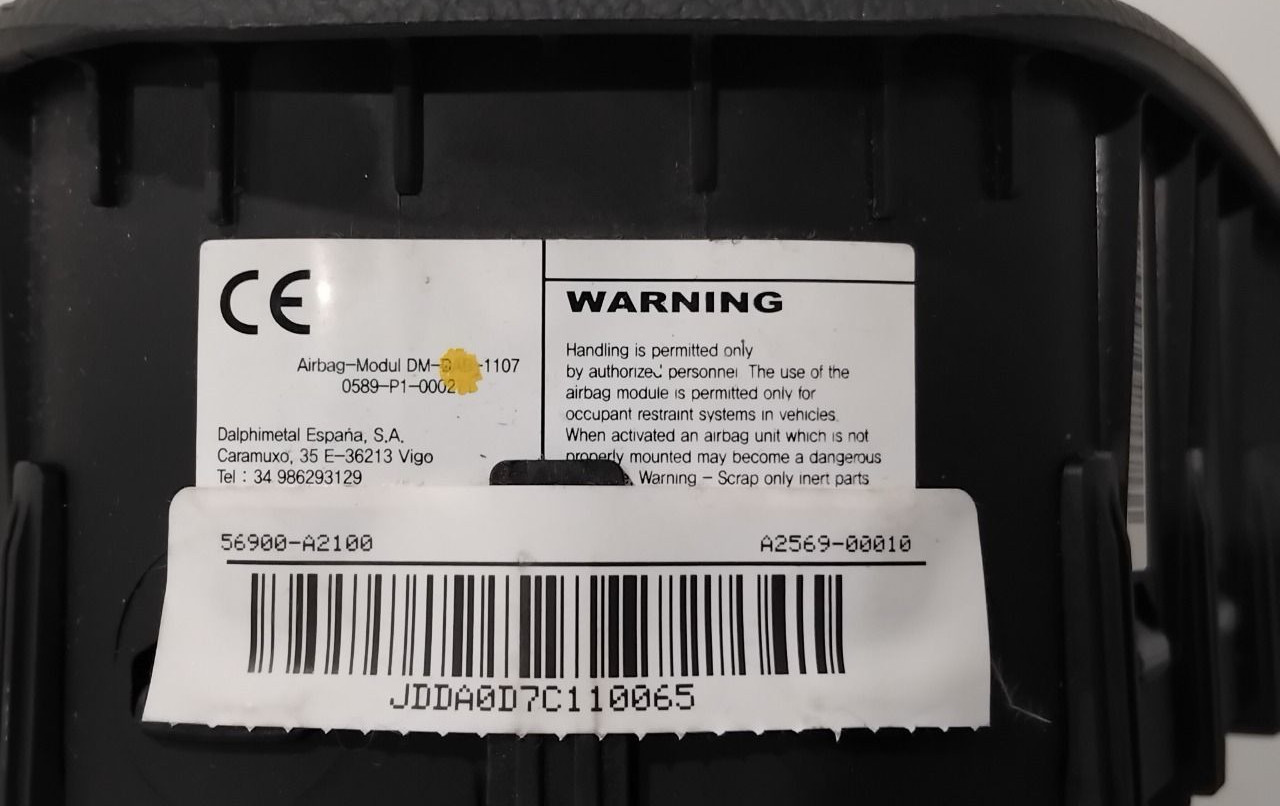 CE
Airbag-Modul DM- -1107
0589-P1-0002
Dalphimetal España, S.A.
Caramuxo, 35 E-36213 Vigo
Tel : 34 986293129
WARNING
Handling is permitted only
by authorized personnel The use of the
airbag module is permitted only for
occupant restraint systems in vehicles.
When activated an airbag unit which is not
properly mounted may become a dangerous
Warning – Scrap only inert parts
56900-A2100
A2569-00010
JDDA0D7C110065